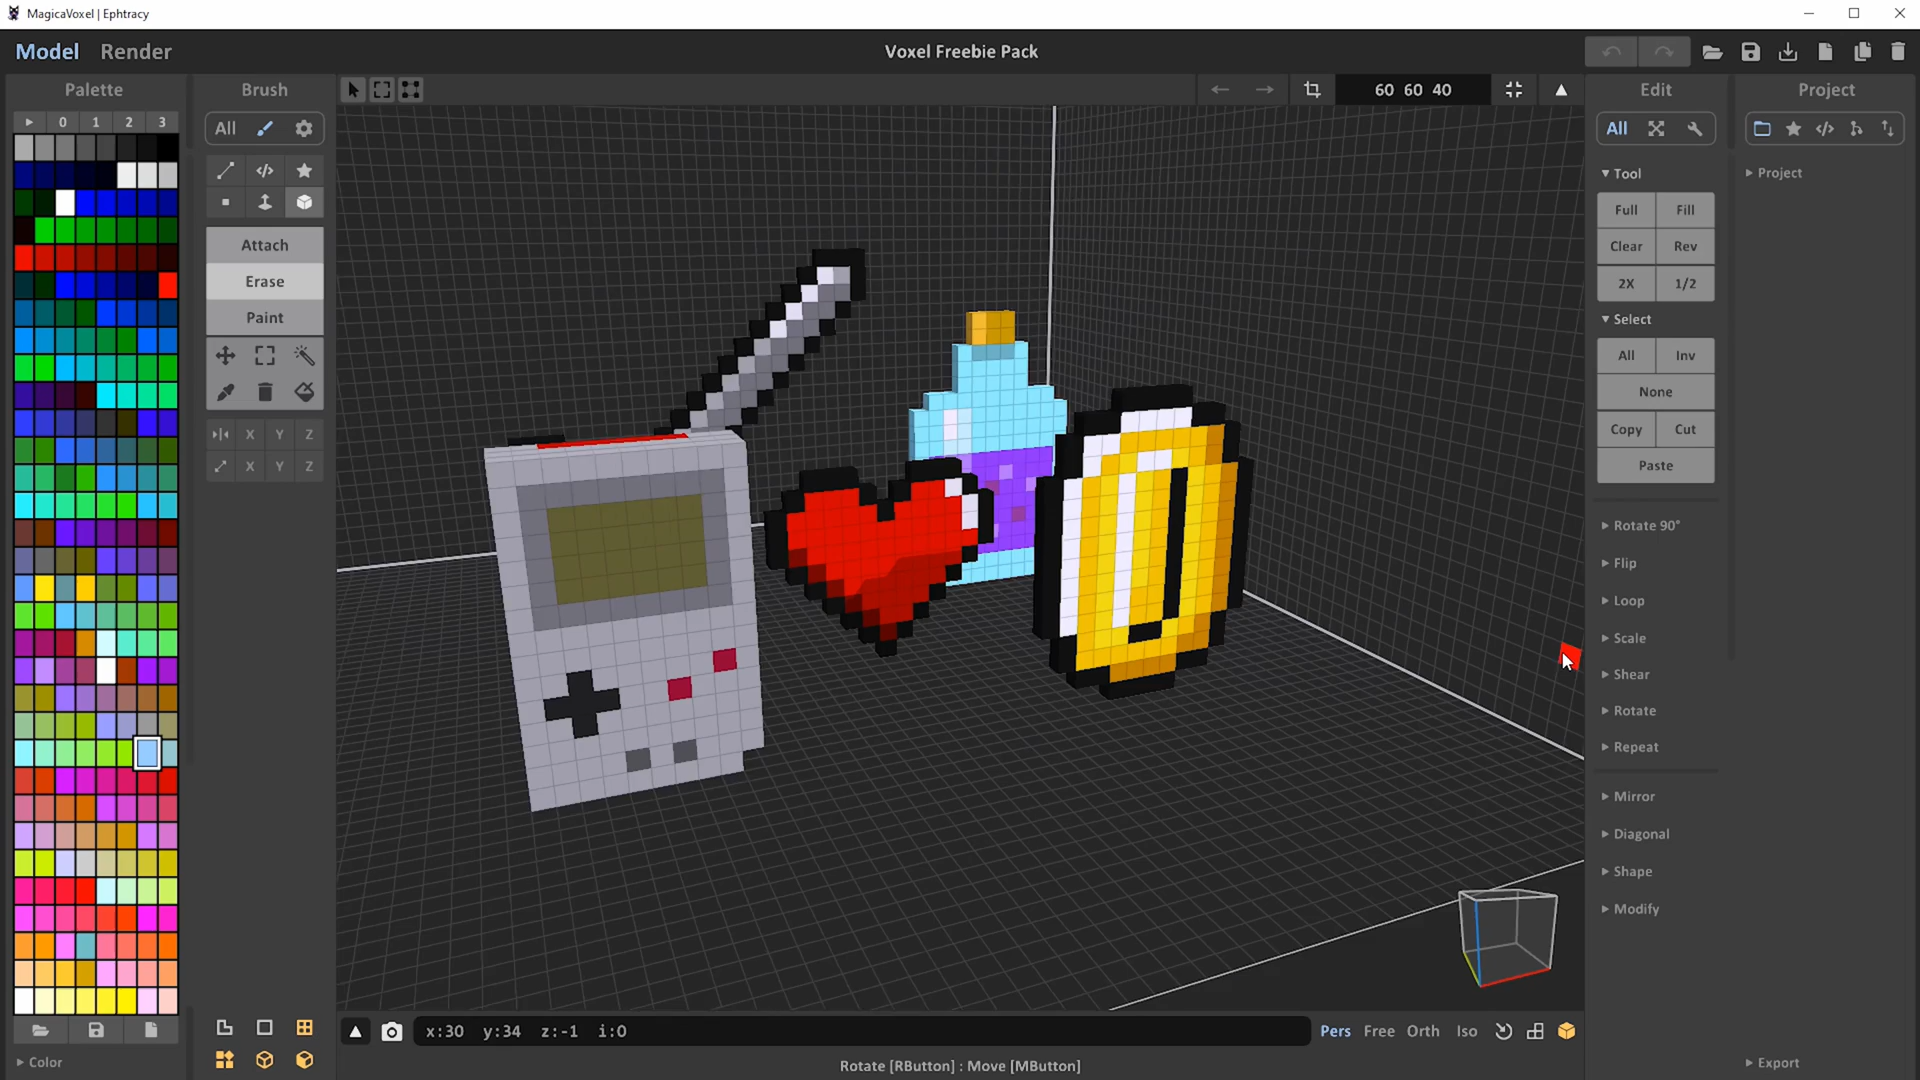 MagicaVoxel | Ephtracy
Model Render
Voxel Freebie Pack
Palette
Brush
60 60 40
Edit
Project
0 1 2 3
All
All
Tool
Project
Full Fill
Clear Rev
2X 1/2
Attach
Erase
Paint
Select
All Inv
None
Copy Cut
Paste
X Y Z
X Y Z
Rotate 90°
Flip
Loop
Scale
Shear
Rotate
Repeat
Mirror
Diagonal
Shape
Modify
x:30 y:34 z:-1 i:0
Pers Free Orth Iso
Color
Rotate [RButton] : Move [MButton]
Export